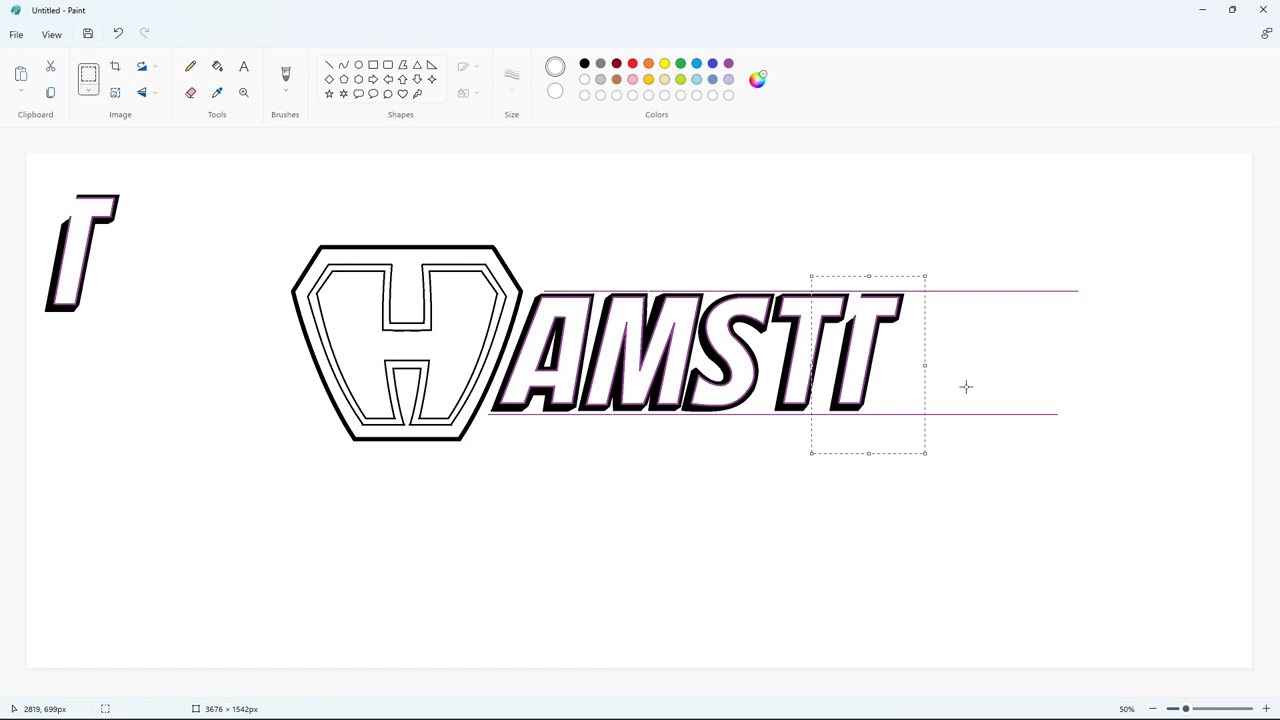 Untitled - Paint
File View
Clipboard Image Tools Brushes Shapes Size Colors
T
HAMSTT
2819, 699px 3676 × 1542px 50%